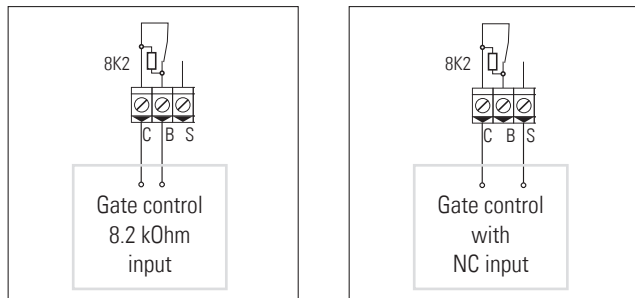 8K2
C B S
Gate control
8.2 kOhm
input
8K2
C B S
Gate control
with
NC input